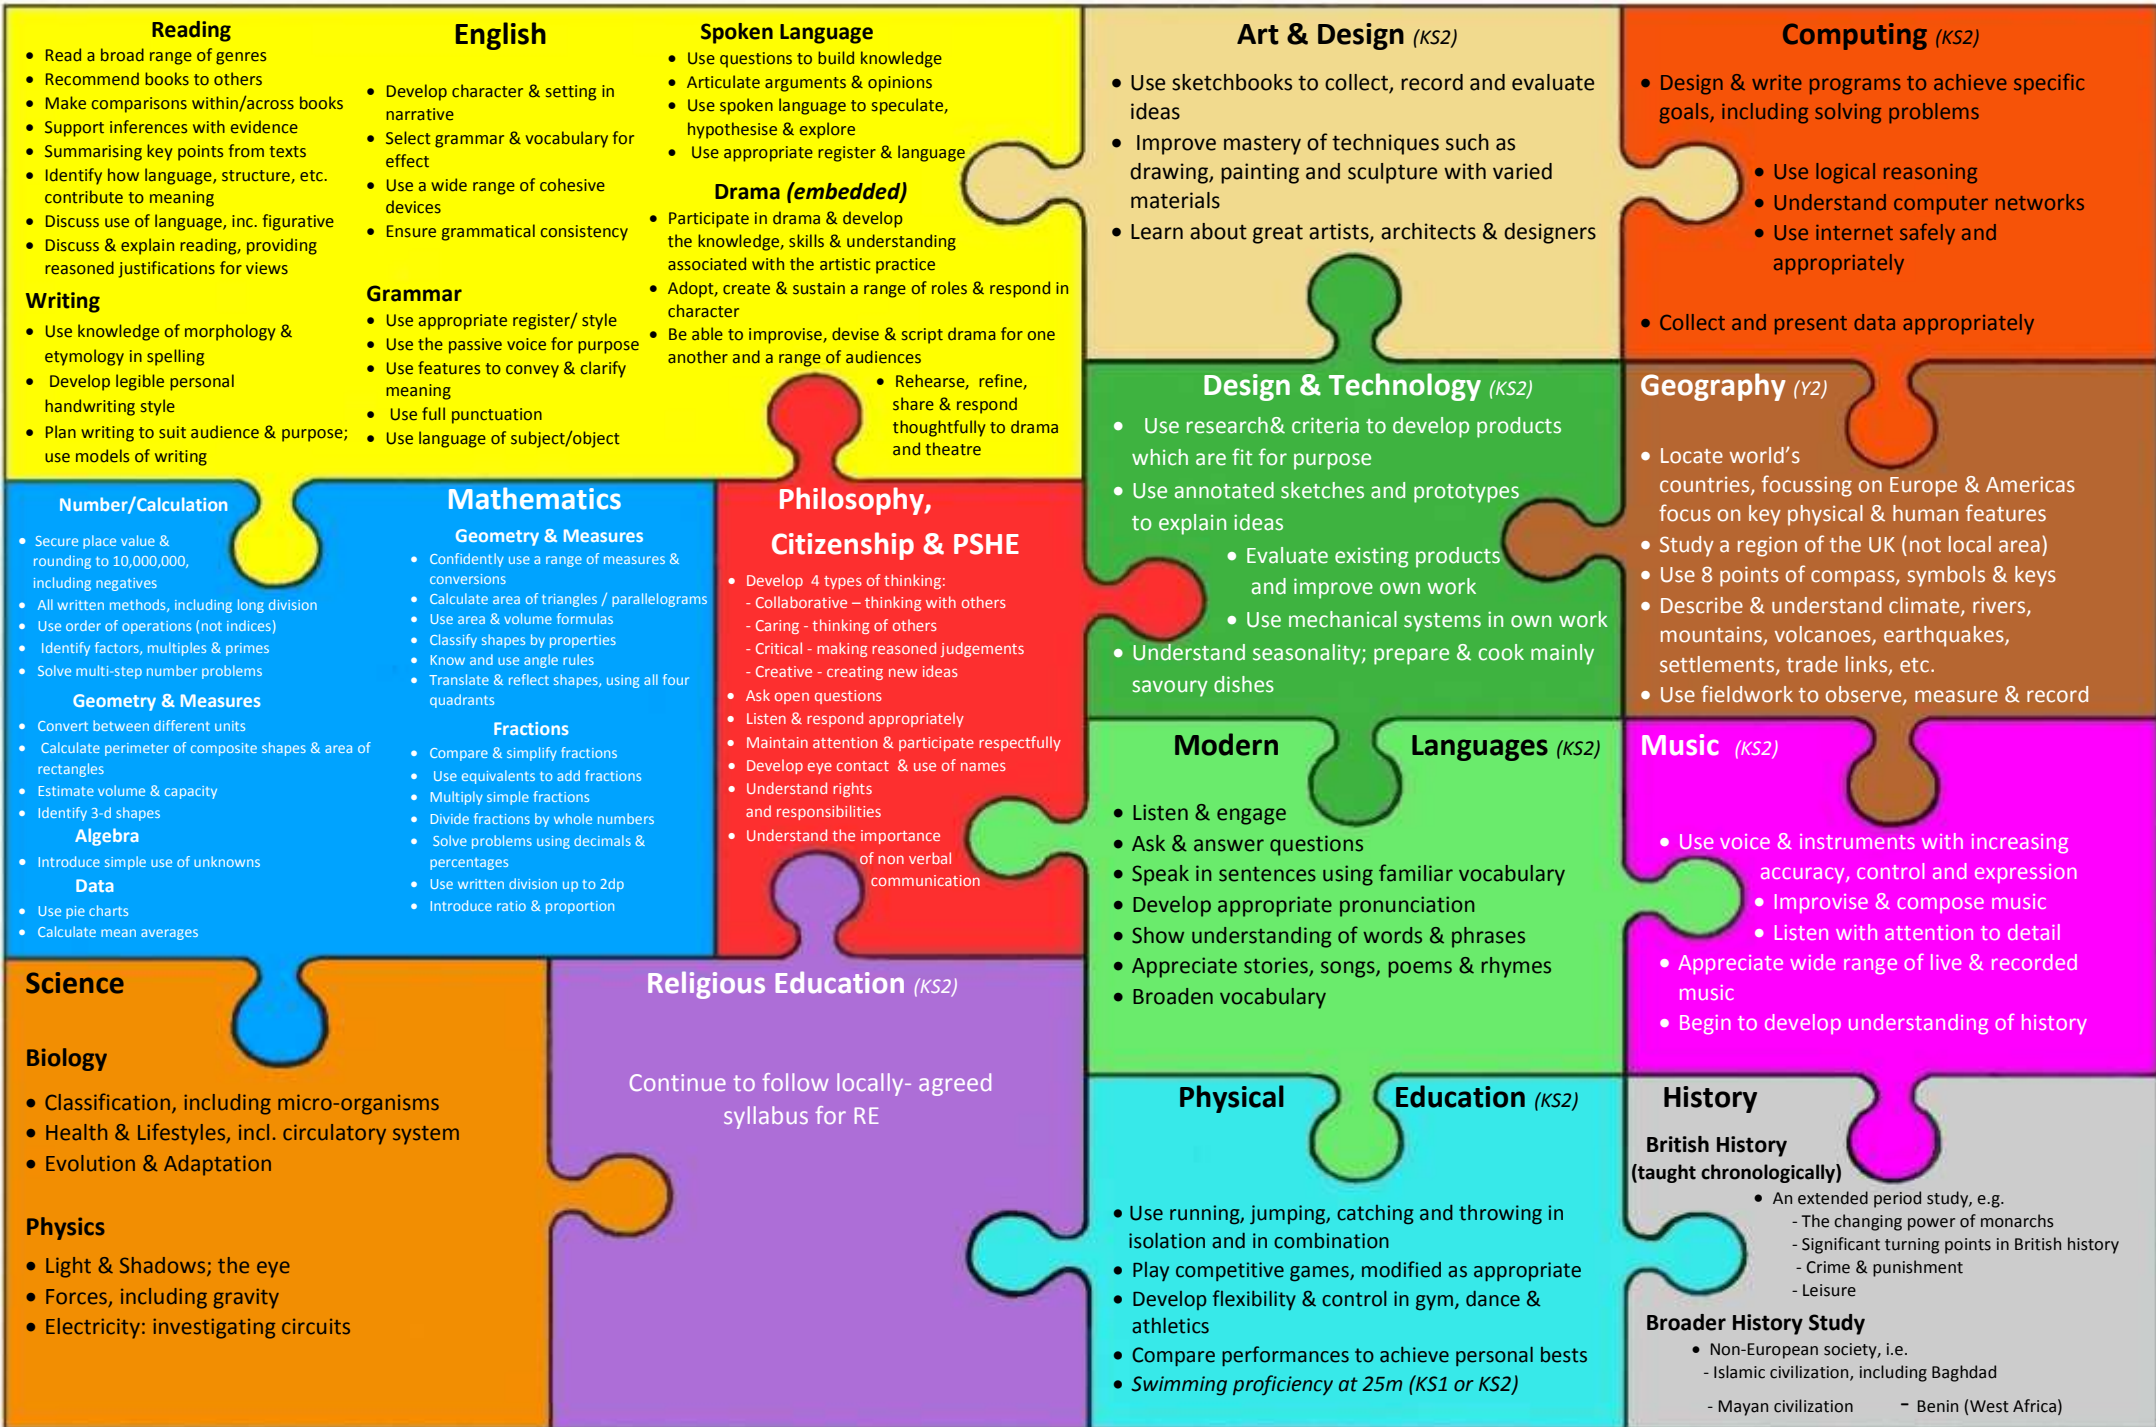 Reading
• Read a broad range of genres
• Recommend books to others
• Make comparisons within/across books
• Support inferences with evidence
• Summarising key points from texts
• Identify how language, structure, etc.
contribute to meaning
• Discuss use of language, inc. figurative
• Discuss & explain reading, providing
reasoned justifications for views
Writing
• Use knowledge of morphology &
etymology in spelling
• Develop legible personal
handwriting style
• Plan writing to suit audience & purpose;
use models of writing
English
• Develop character & setting in
narrative
• Select grammar & vocabulary for
effect
• Use a wide range of cohesive
devices
• Ensure grammatical consistency
Grammar
• Use appropriate register/ style
• Use the passive voice for purpose
• Use features to convey & clarify
meaning
• Use full punctuation
• Use language of subject/object
Spoken Language
• Use questions to build knowledge
• Articulate arguments & opinions
• Use spoken language to speculate,
hypothesise & explore
• Use appropriate register & language
Drama (embedded)
• Participate in drama & develop
the knowledge, skills & understanding
associated with the artistic practice
• Adopt, create & sustain a range of roles & respond in
character
• Be able to improvise, devise & script drama for one
another and a range of audiences
• Rehearse, refine,
share & respond
thoughtfully to drama
and theatre
Art & Design (KS2)
• Use sketchbooks to collect, record and evaluate
ideas
• Improve mastery of techniques such as
drawing, painting and sculpture with varied
materials
• Learn about great artists, architects & designers
Computing (KS2)
• Design & write programs to achieve specific
goals, including solving problems
• Use logical reasoning
• Understand computer networks
• Use internet safely and
appropriately
• Collect and present data appropriately
Number/Calculation
• Secure place value &
rounding to 10,000,000,
including negatives
• All written methods, including long division
• Use order of operations (not indices)
• Identify factors, multiples & primes
• Solve multi-step number problems
Geometry & Measures
• Convert between different units
• Calculate perimeter of composite shapes & area of
rectangles
• Estimate volume & capacity
• Identify 3-d shapes
Algebra
• Introduce simple use of unknowns
Data
• Use pie charts
• Calculate mean averages
Mathematics
Geometry & Measures
• Confidently use a range of measures &
conversions
• Calculate area of triangles / parallelograms
• Use area & volume formulas
• Classify shapes by properties
• Know and use angle rules
• Translate & reflect shapes, using all four
quadrants
Fractions
• Compare & simplify fractions
• Use equivalents to add fractions
• Multiply simple fractions
• Divide fractions by whole numbers
• Solve problems using decimals &
percentages
• Use written division up to 2dp
• Introduce ratio & proportion
Philosophy,
Citizenship & PSHE
• Develop 4 types of thinking:
- Collaborative – thinking with others
- Caring - thinking of others
- Critical - making reasoned judgements
- Creative - creating new ideas
• Ask open questions
• Listen & respond appropriately
• Maintain attention & participate respectfully
• Develop eye contact & use of names
• Understand rights
and responsibilities
• Understand the importance
of non verbal
communication
Design & Technology (KS2)
• Use research& criteria to develop products
which are fit for purpose
• Use annotated sketches and prototypes
to explain ideas
• Evaluate existing products
and improve own work
• Use mechanical systems in own work
• Understand seasonality; prepare & cook mainly
savoury dishes
Geography (Y2)
• Locate world's
countries, focussing on Europe & Americas
focus on key physical & human features
• Study a region of the UK (not local area)
• Use 8 points of compass, symbols & keys
• Describe & understand climate, rivers,
mountains, volcanoes, earthquakes,
settlements, trade links, etc.
• Use fieldwork to observe, measure & record
Modern Languages (KS2)
• Listen & engage
• Ask & answer questions
• Speak in sentences using familiar vocabulary
• Develop appropriate pronunciation
• Show understanding of words & phrases
• Appreciate stories, songs, poems & rhymes
• Broaden vocabulary
Music (KS2)
• Use voice & instruments with increasing
accuracy, control and expression
• Improvise & compose music
• Listen with attention to detail
• Appreciate wide range of live & recorded
music
• Begin to develop understanding of history
Science
Biology
• Classification, including micro-organisms
• Health & Lifestyles, incl. circulatory system
• Evolution & Adaptation
Physics
• Light & Shadows; the eye
• Forces, including gravity
• Electricity: investigating circuits
Religious Education (KS2)
Continue to follow locally- agreed
syllabus for RE
Physical Education (KS2)
• Use running, jumping, catching and throwing in
isolation and in combination
• Play competitive games, modified as appropriate
• Develop flexibility & control in gym, dance &
athletics
• Compare performances to achieve personal bests
• Swimming proficiency at 25m (KS1 or KS2)
History
British History
(taught chronologically)
• An extended period study, e.g.
- The changing power of monarchs
- Significant turning points in British history
- Crime & punishment
- Leisure
Broader History Study
• Non-European society, i.e.
- Islamic civilization, including Baghdad
- Mayan civilization - Benin (West Africa)